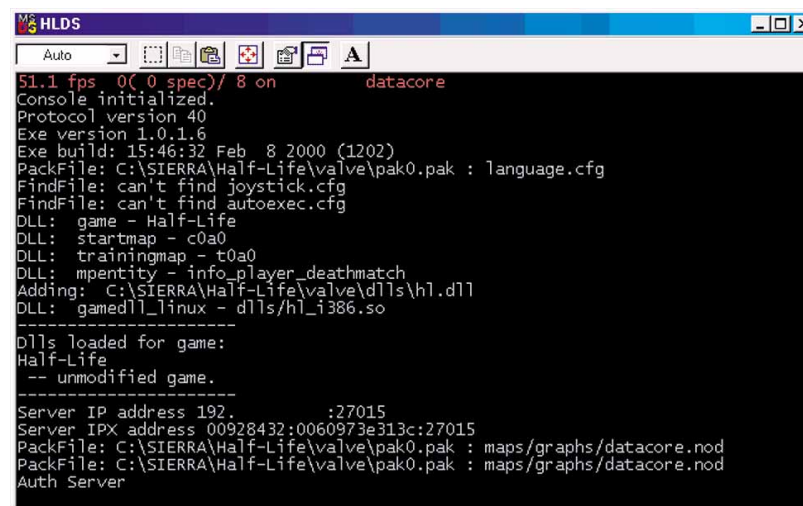 MS DOS HLDS
Auto A
51.1 fps 0( 0 spec)/ 8 on datacore
Console initialized.
Protocol version 40
Exe version 1.0.1.6
Exe build: 15:46:32 Feb 8 2000 (1202)
PackFile: C:\SIERRA\Half-Life\valve\pak0.pak : language.cfg
FindFile: can't find joystick.cfg
FindFile: can't find autoexec.cfg
DLL: game - Half-Life
DLL: startmap - c0a0
DLL: trainingmap - t0a0
DLL: mpentity - info_player_deathmatch
Adding: C:\SIERRA\Half-Life\valve\dlls\hl.dll
DLL: gamedll_linux - dlls/hl_i386.so
-----------------------
Dlls loaded for game:
Half-Life
-- unmodified game.
-----------------------
Server IP address 192. :27015
Server IPX address 00928432:0060973e313c:27015
PackFile: C:\SIERRA\Half-Life\valve\pak0.pak : maps/graphs/datacore.nod
PackFile: C:\SIERRA\Half-Life\valve\pak0.pak : maps/graphs/datacore.nod
Auth Server